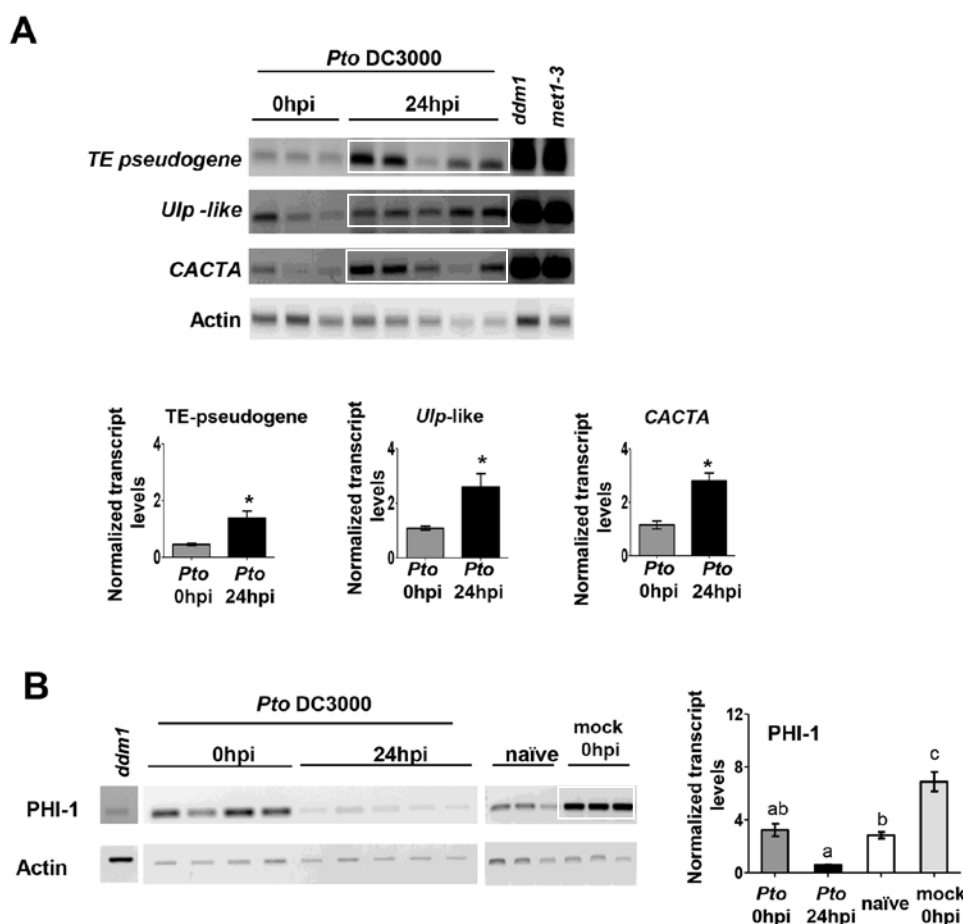 A
Pto DC3000
0hpi 24hpi ddm1 met1-3
TE pseudogene
Ulp -like
CACTA
Actin
TE-pseudogene Ulp-like CACTA
Normalized transcript
levels
4
2
0
*
Pto Pto
0hpi 24hpi
Normalized transcript
levels
4
2
0
*
Pto Pto
0hpi 24hpi
Normalized transcript
levels
4
2
0
*
Pto Pto
0hpi 24hpi
B
Pto DC3000
ddm1 0hpi 24hpi naïve mock
0hpi
PHI-1
Actin
Normalized transcript
levels
PHI-1
12
8
4
0
ab a b c
Pto Pto naïve mock
0hpi 24hpi 0hpi